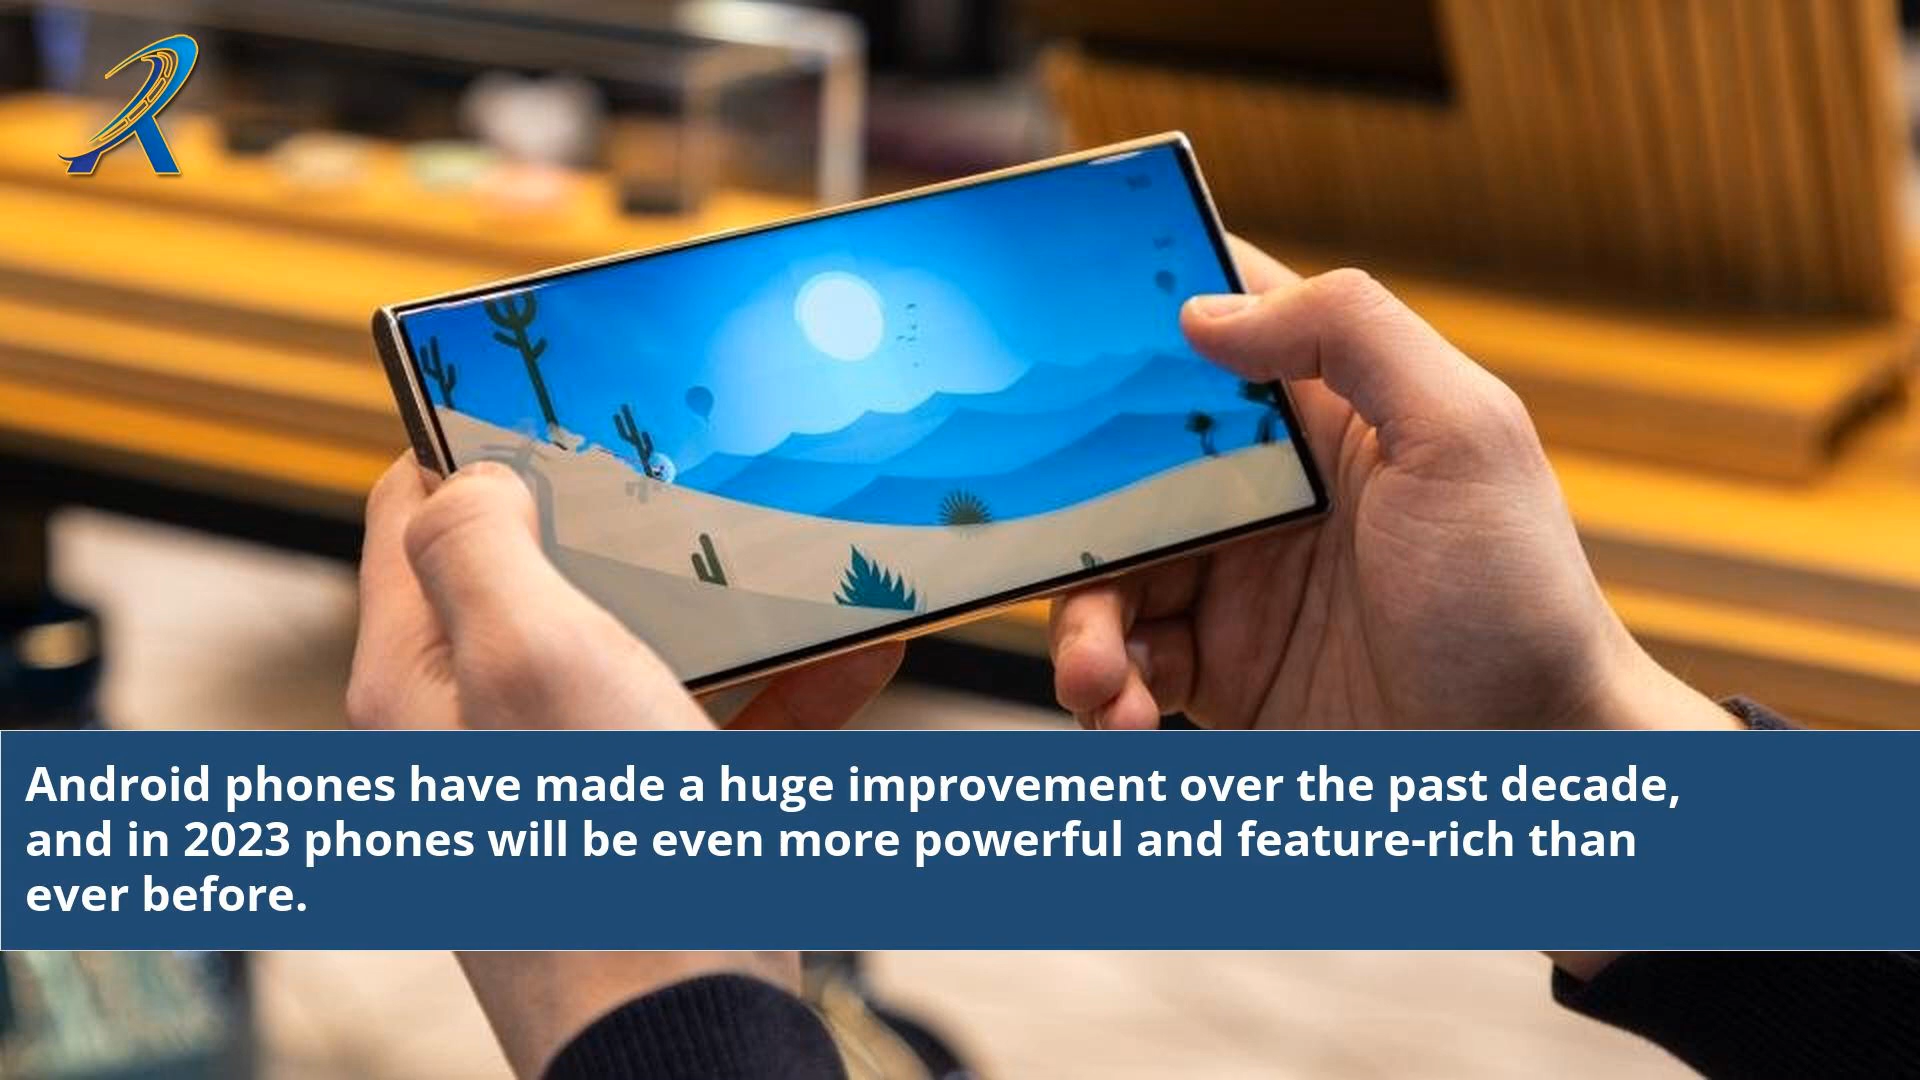 Android phones have made a huge improvement over the past decade,
and in 2023 phones will be even more powerful and feature-rich than
ever before.